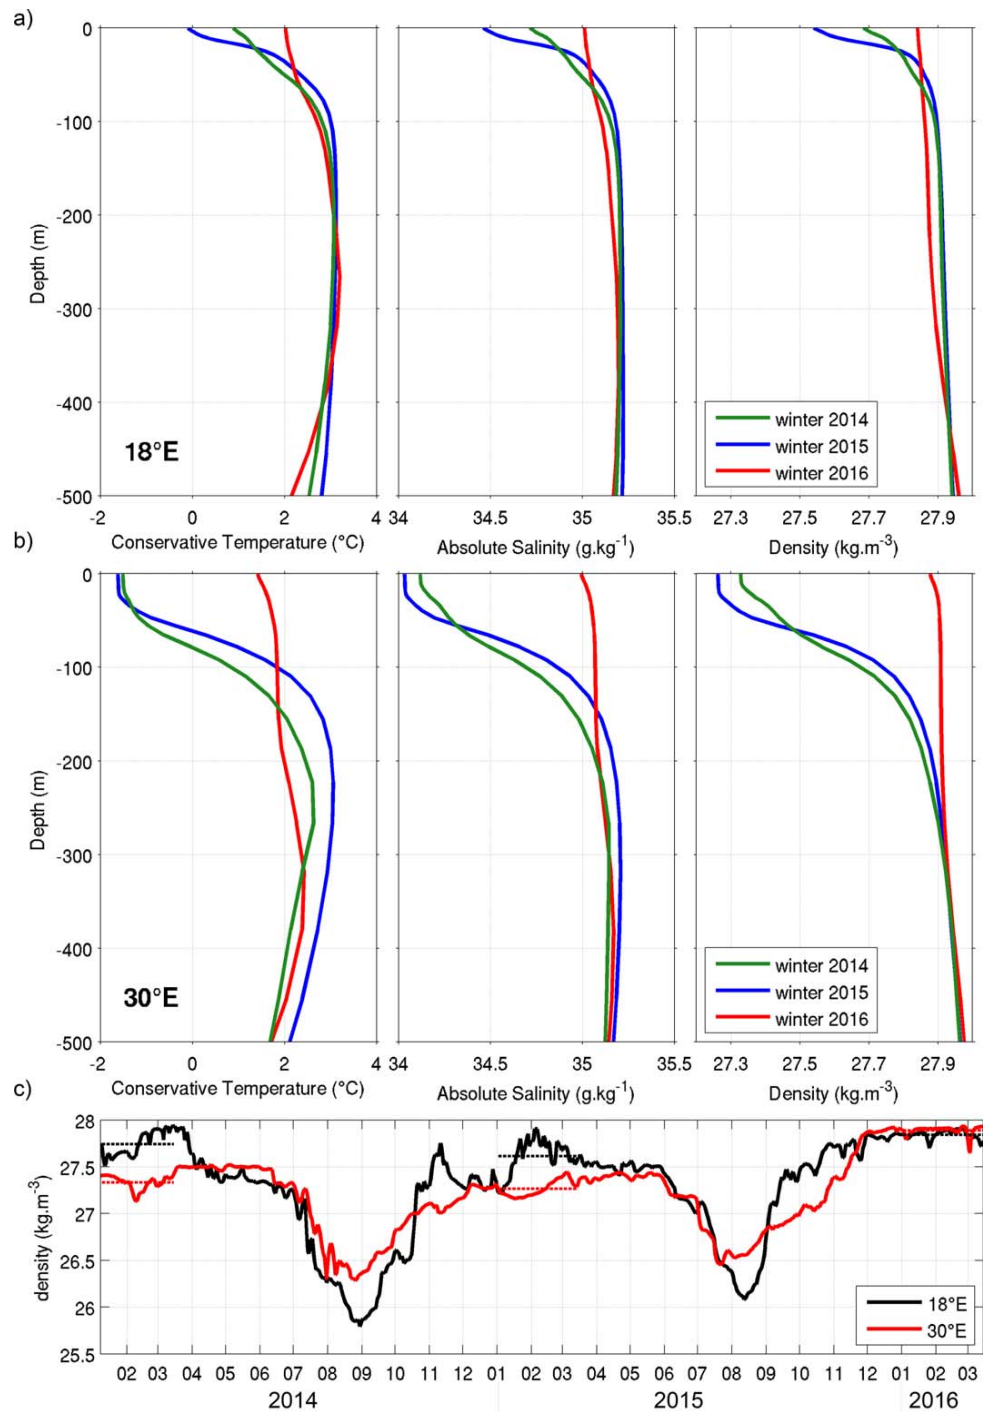 a)
0
-100
-200
-300
-400
-500
Depth (m)
18°E
-2 0 2 4
Conservative Temperature (°C)
34 34.5 35 35.5
Absolute Salinity (g.kg⁻¹)
winter 2014
winter 2015
winter 2016
27.3 27.5 27.7 27.9
Density (kg.m⁻³)
b)
0
-100
-200
-300
-400
-500
Depth (m)
30°E
-2 0 2 4
Conservative Temperature (°C)
34 34.5 35 35.5
Absolute Salinity (g.kg⁻¹)
winter 2014
winter 2015
winter 2016
27.3 27.5 27.7 27.9
Density (kg.m⁻³)
c)
28
27.5
27
26.5
26
25.5
density (kg.m⁻³)
18°E
30°E
02 03 04 05 06 07 08 09 10 11 12 01 02 03 04 05 06 07 08 09 10 11 12 01 02 03
2014 2015 2016